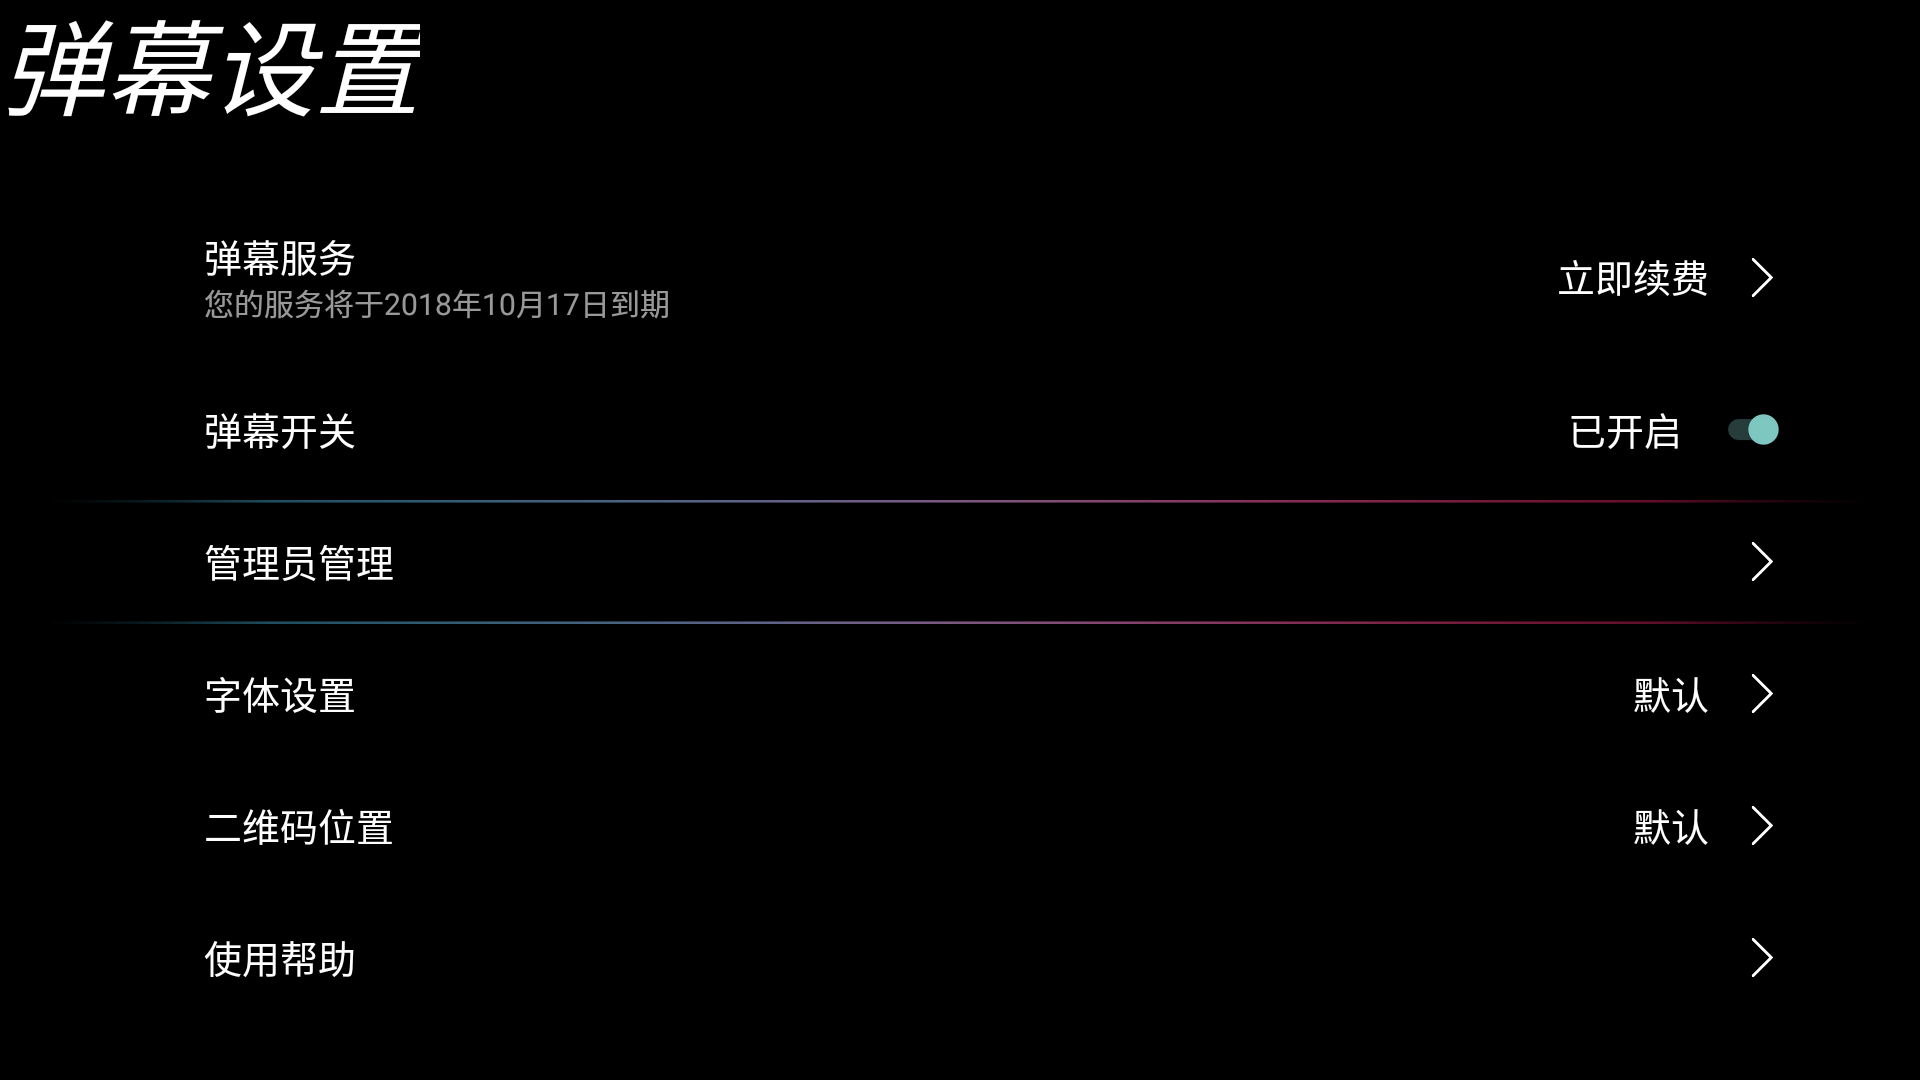 弹幕设置
弹幕服务
您的服务将于2018年10月17日到期
立即续费
弹幕开关
已开启
管理员管理
字体设置
默认
二维码位置
默认
使用帮助